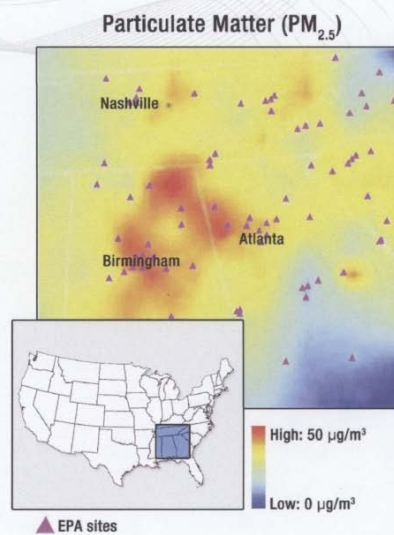 Particulate Matter (PM2.5)
Nashville
Atlanta
Birmingham
High: 50 µg/m³
Low: 0 µg/m³
EPA sites